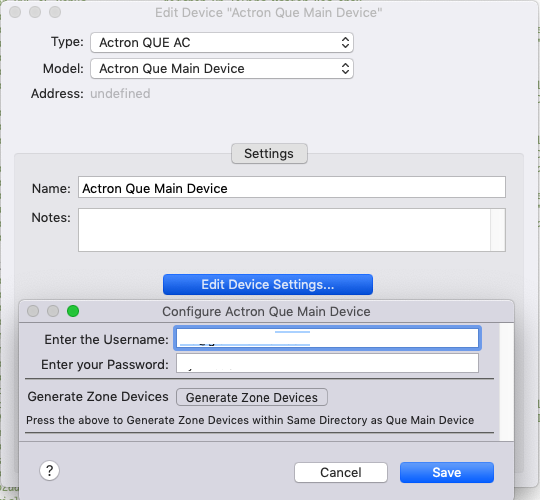 Edit Device "Actron Que Main Device"
Type: Actron QUE AC
Model: Actron Que Main Device
Address: undefined
Settings
Name: Actron Que Main Device
Notes:
Edit Device Settings...
Configure Actron Que Main Device
Enter the Username:
Enter your Password:
Generate Zone Devices Generate Zone Devices
Press the above to Generate Zone Devices within Same Directory as Que Main Device
? Cancel Save